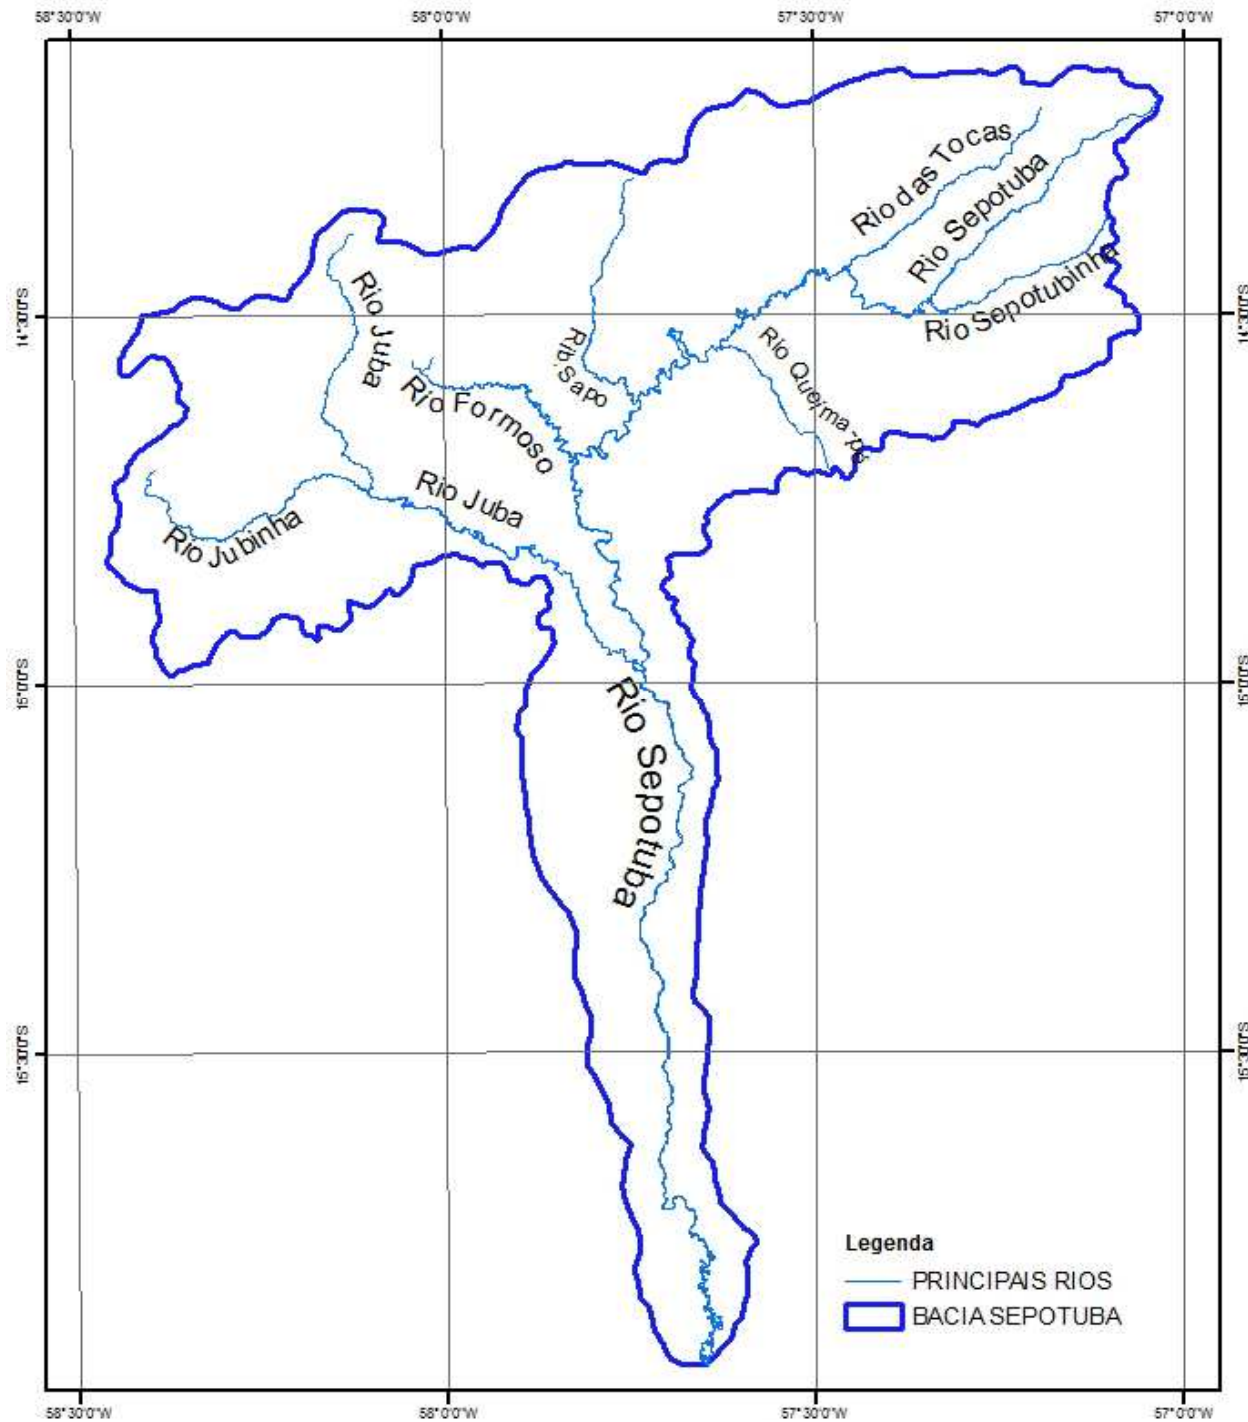 58°30'0"W 58°0'0"W 57°30'0"W 57°0'0"W
Rio das Tocas
Rio Sepotuba
Rio Sepotubinha
Rio Juba
14°30'0"S
14°30'0"S
Rib. Sapo
Rio Queima-pé
Rio Formoso
Rio Juba
Rio Jubinha
15°0'0"S
15°0'0"S
Rio Sepotuba
15°30'0"S
15°30'0"S
Legenda
PRINCIPAIS RIOS
BACIA SEPOTUBA
58°30'0"W 58°0'0"W 57°30'0"W 57°0'0"W